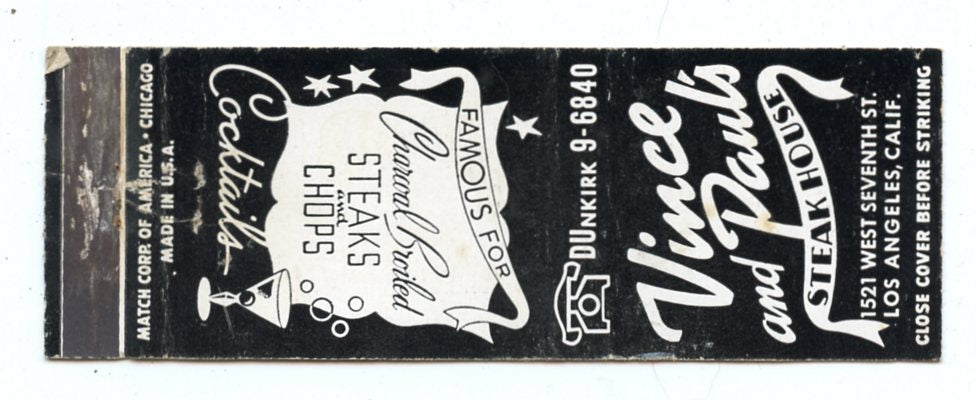 Vince
and Paul's
STEAK HOUSE
1521 WEST SEVENTH ST.
LOS ANGELES, CALIF.
CLOSE COVER BEFORE STRIKING
DUNKIRK 9-6840
FAMOUS FOR
Charcoal Broiled
STEAKS
and
CHOPS
Cocktails
MATCH CORP. OF AMERICA • CHICAGO
MADE IN U.S.A.